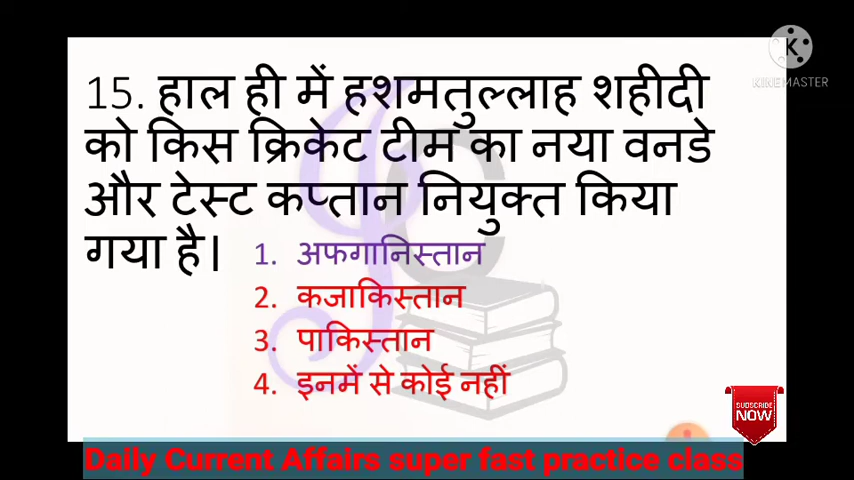 K
KINEMASTER
15. हाल ही में हशमतुल्लाह शहीदी
को किस क्रिकेट टीम का नया वनडे
और टेस्ट कप्तान नियुक्त किया
गया है।
1. अफगानिस्तान
2. कजाकिस्तान
3. पाकिस्तान
4. इनमें से कोई नहीं
SUBSCRIBE
NOW
Daily Current Affairs super fast practice class